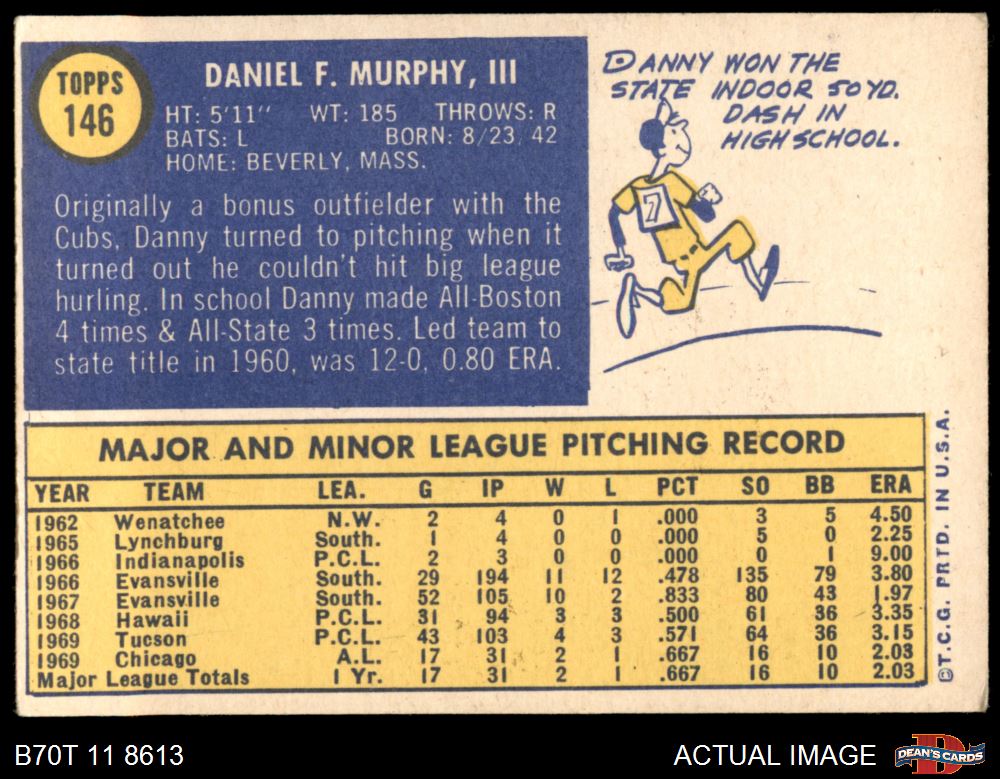 TOPPS
146
DANIEL F. MURPHY, III
HT: 5'11" WT: 185 THROWS: R
BATS: L BORN: 8/23, 42
HOME: BEVERLY, MASS.
Originally a bonus outfielder with the
Cubs, Danny turned to pitching when it
turned out he couldn't hit big league
hurling. In school Danny made All-Boston
4 times & All-State 3 times. Led team to
state title in 1960, was 12-0, 0.80 ERA.
DANNY WON THE
STATE INDOOR 50 YD.
DASH IN
HIGH SCHOOL.
7
MAJOR AND MINOR LEAGUE PITCHING RECORD
YEAR TEAM LEA. G IP W L PCT SO BB ERA
1962 Wenatchee N.W. 2 4 0 1 .000 3 5 4.50
1965 Lynchburg South. 1 4 0 0 .000 5 0 2.25
1966 Indianapolis P.C.L. 2 3 0 0 .000 0 1 9.00
1966 Evansville South. 29 194 11 12 .478 135 79 3.80
1967 Evansville South. 52 105 10 2 .833 80 43 1.97
1968 Hawaii P.C.L. 31 94 3 3 .500 61 36 3.35
1969 Tucson P.C.L. 43 103 4 3 .571 64 36 3.15
1969 Chicago A.L. 17 31 2 1 .667 16 10 2.03
Major League Totals 1 Yr. 17 31 2 1 .667 16 10 2.03
©T.C.G. PRTD. IN U.S.A.
B70T 11 8613
ACTUAL IMAGE
D
DEAN'S CARDS